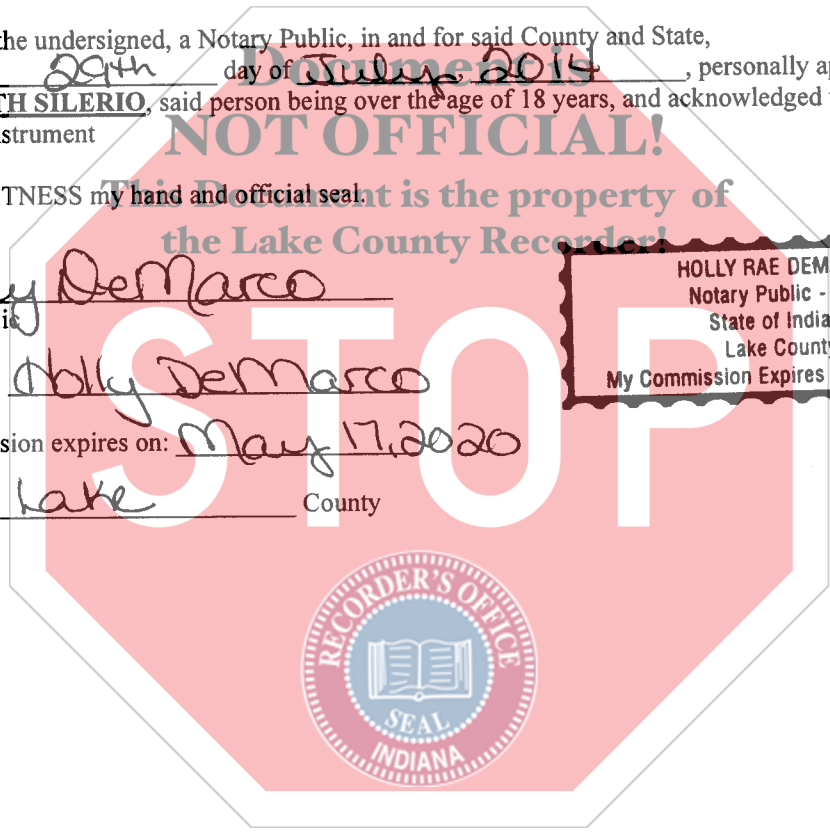 the undersigned, a Notary Public, in and for said County and State,
29th day of July, 2014, personally ap
TH SILERIO, said person being over the age of 18 years, and acknowledged
strument
TNESS my hand and official seal.
Document is
NOT OFFICIAL!
This Document is the property of
the Lake County Recorder!
y DeMarco
HOLLY RAE DEM
Notary Public -
State of India
Lake County
My Commission Expires
Holly DeMarco
sion expires on: May 17, 2020
Lake County
STOP
RECORDER'S OFFICE
SEAL
INDIANA